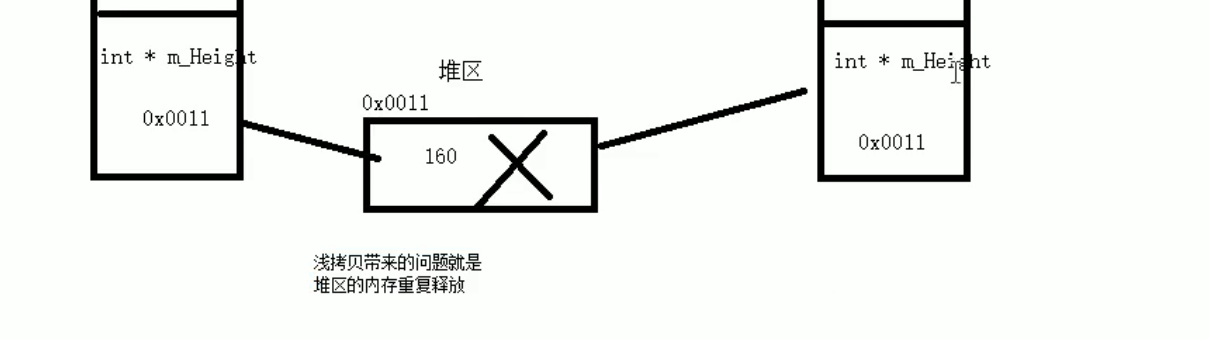 int * m_Height
0x0011
堆区
0x0011
160
int * m_Height
0x0011
浅拷贝带来的问题就是
堆区的内存重复释放